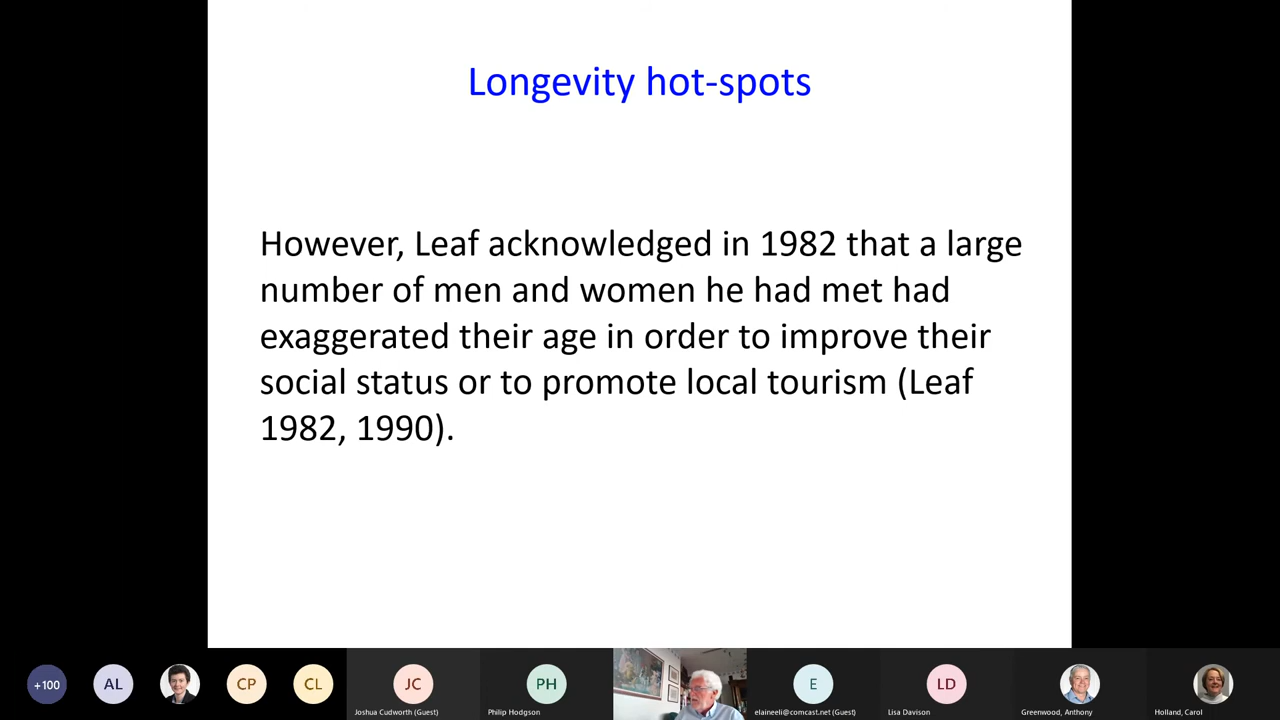 Longevity hot-spots
However, Leaf acknowledged in 1982 that a large
number of men and women he had met had
exaggerated their age in order to improve their
social status or to promote local tourism (Leaf
1982, 1990).
+100
AL
CP
CL
JC
PH
E
LD
Joshua Cudworth (Guest)
Philip Hodgson
elaineeli@comcast.net (Guest)
Lisa Davison
Greenwood, Anthony
Holland, Carol